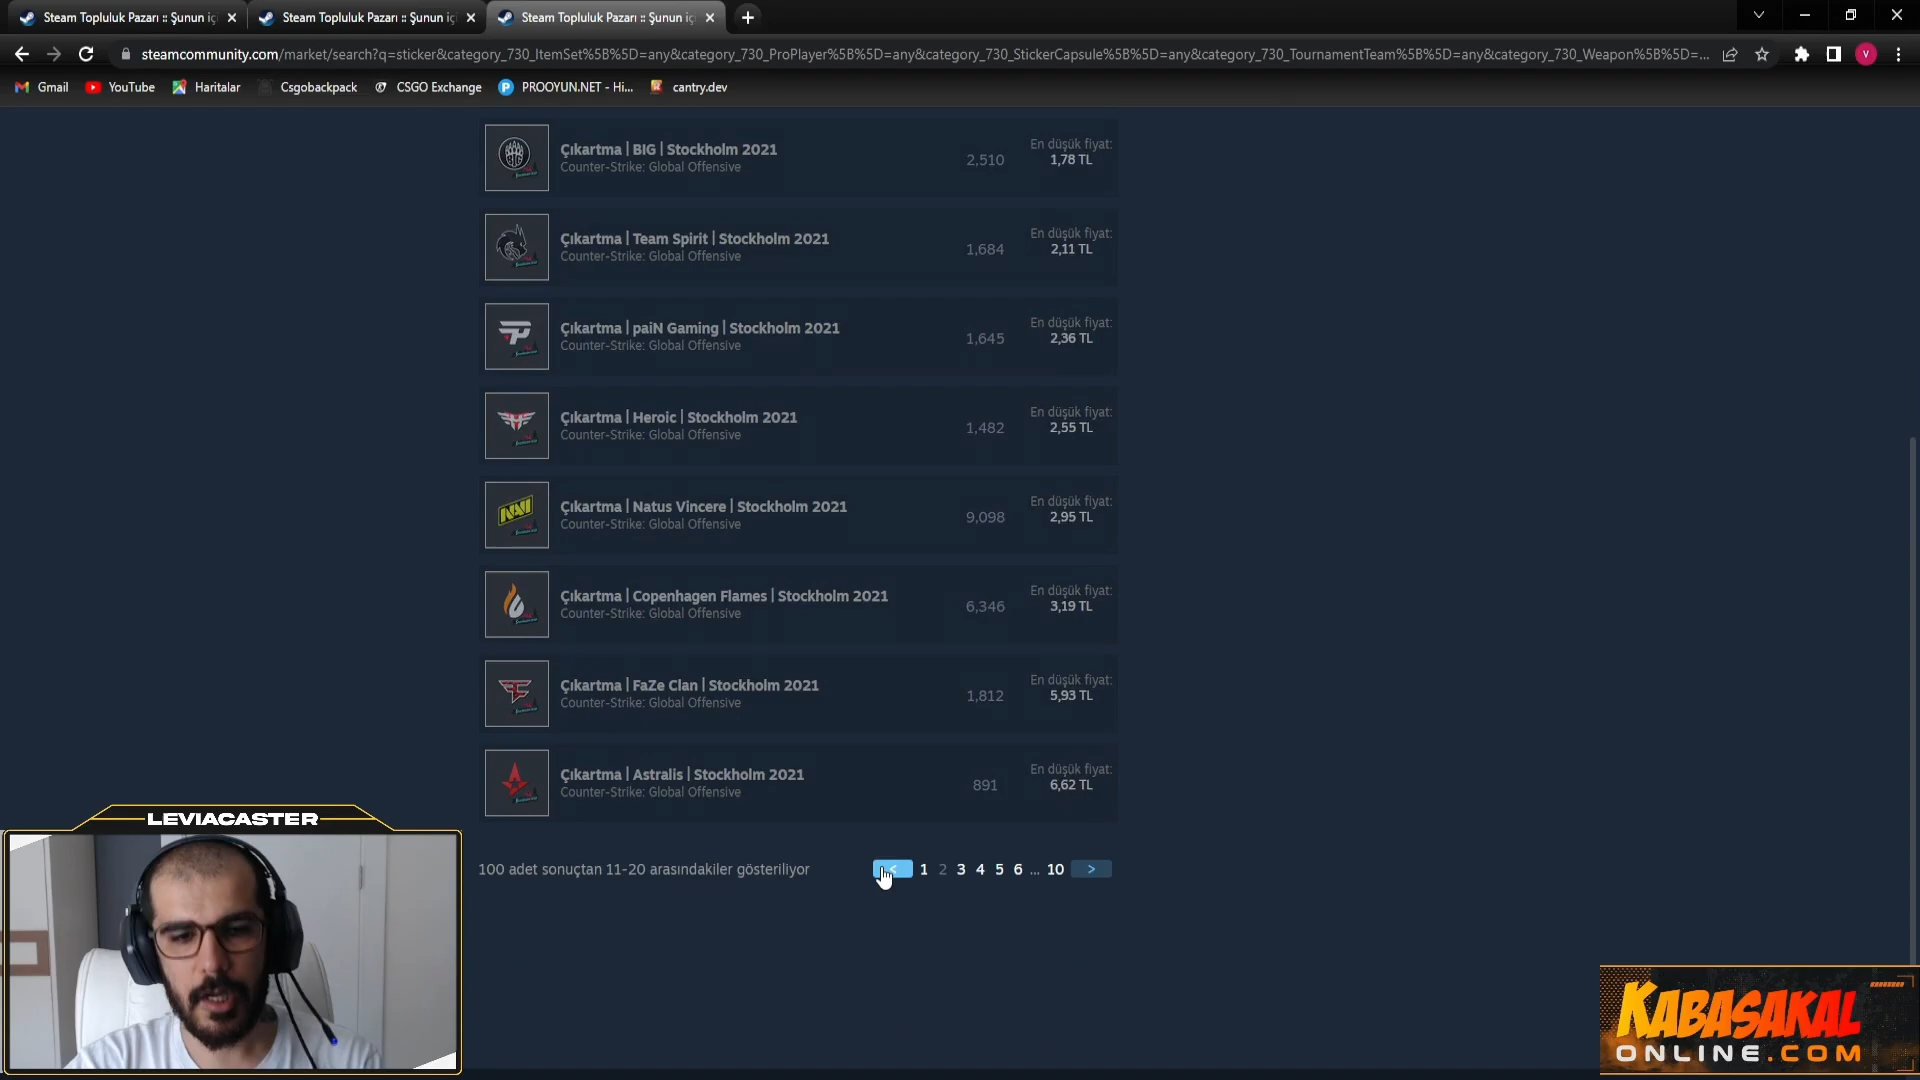 Steam Topluluk Pazarı :: Şunun içi
Steam Topluluk Pazarı :: Şunun içi
Steam Topluluk Pazarı :: Şunun içi
steamcommunity.com/market/search?q=sticker&category_730_ItemSet%5B%5D=any&category_730_ProPlayer%5B%5D=any&category_730_StickerCapsule%5B%5D=any&category_730_TournamentTeam%5B%5D=any&category_730_Weapon%5B%5D=...
V
Gmail
YouTube
Haritalar
Csgobackpack
CSGO Exchange
PROOYUN.NET - Hi...
cantry.dev
Çıkartma | BIG | Stockholm 2021
Counter-Strike: Global Offensive
2,510
En düşük fiyat:
1,78 TL
Çıkartma | Team Spirit | Stockholm 2021
Counter-Strike: Global Offensive
1,684
En düşük fiyat:
2,11 TL
Çıkartma | paiN Gaming | Stockholm 2021
Counter-Strike: Global Offensive
1,645
En düşük fiyat:
2,36 TL
Çıkartma | Heroic | Stockholm 2021
Counter-Strike: Global Offensive
1,482
En düşük fiyat:
2,55 TL
Çıkartma | Natus Vincere | Stockholm 2021
Counter-Strike: Global Offensive
9,098
En düşük fiyat:
2,95 TL
Çıkartma | Copenhagen Flames | Stockholm 2021
Counter-Strike: Global Offensive
6,346
En düşük fiyat:
3,19 TL
Çıkartma | FaZe Clan | Stockholm 2021
Counter-Strike: Global Offensive
1,812
En düşük fiyat:
5,93 TL
Çıkartma | Astralis | Stockholm 2021
Counter-Strike: Global Offensive
891
En düşük fiyat:
6,62 TL
100 adet sonuçtan 11-20 arasındakiler gösteriliyor
< 1 2 3 4 5 6 ... 10 >
LEVIACASTER
KABASAKAL
ONLINE.COM